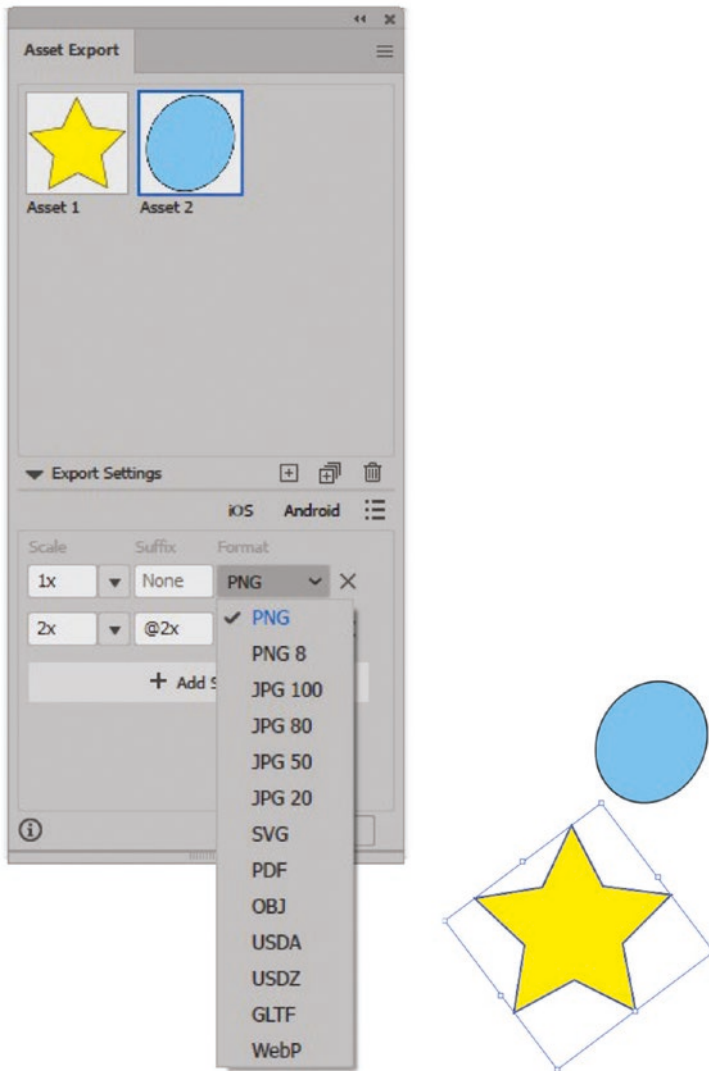 Asset Export
Asset 1 Asset 2
Export Settings
iOS Android
Scale Suffix Format
1x None PNG
2x @2x
+ Add S
PNG
PNG 8
JPG 100
JPG 80
JPG 50
JPG 20
SVG
PDF
OBJ
USDA
USDZ
GLTF
WebP